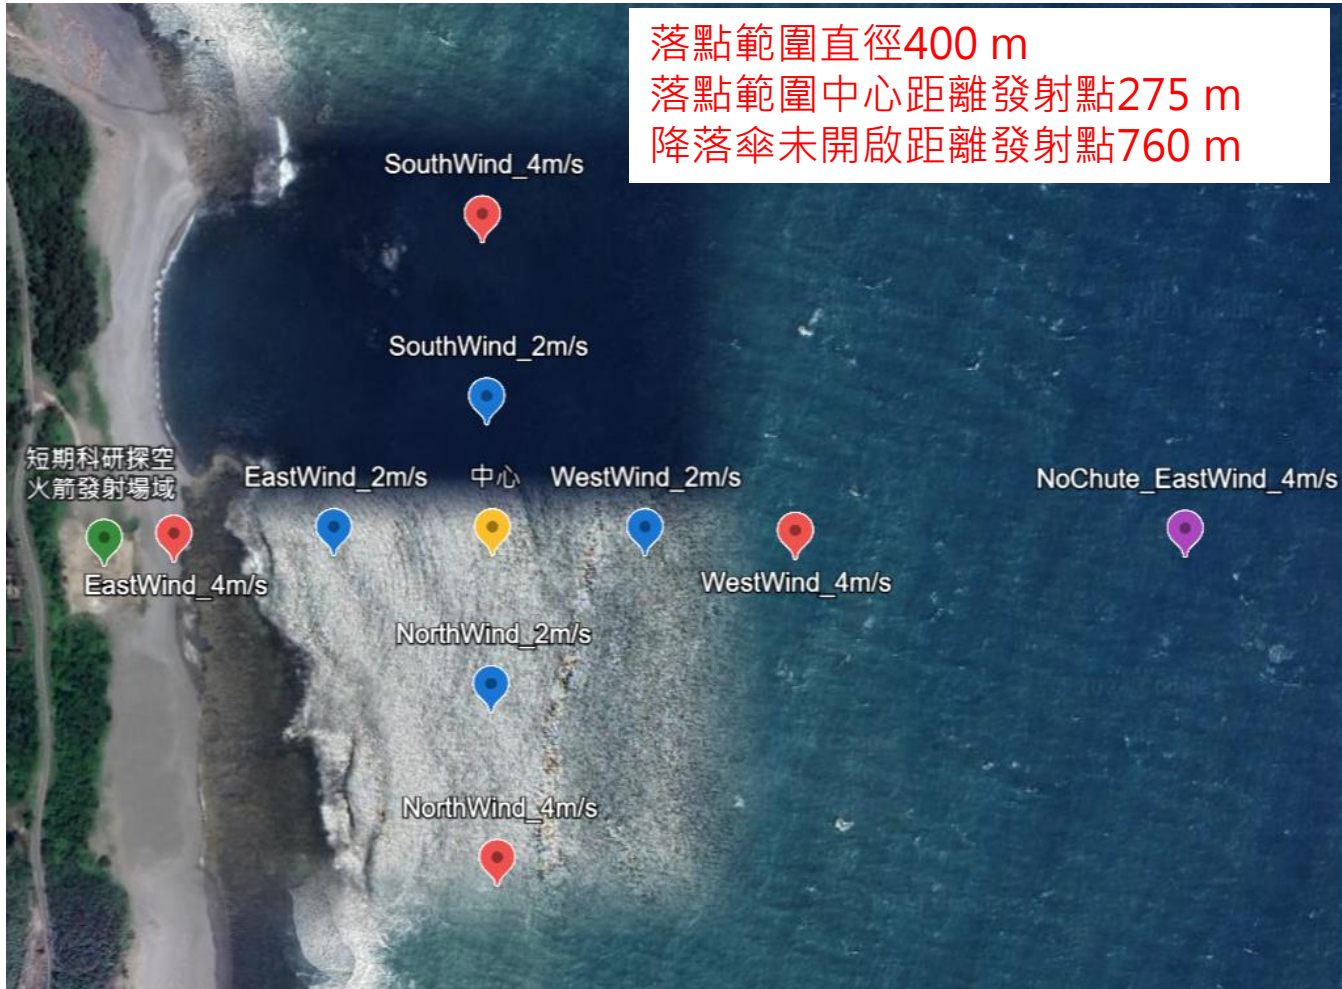 落點範圍直徑400 m
落點範圍中心距離發射點275 m
降落傘未開啟距離發射點760 m
SouthWind_4m/s
SouthWind_2m/s
短期科研探空
火箭發射場域
EastWind_2m/s
中心
WestWind_2m/s
NoChute_EastWind_4m/s
EastWind_4m/s
WestWind_4m/s
NorthWind_2m/s
NorthWind_4m/s